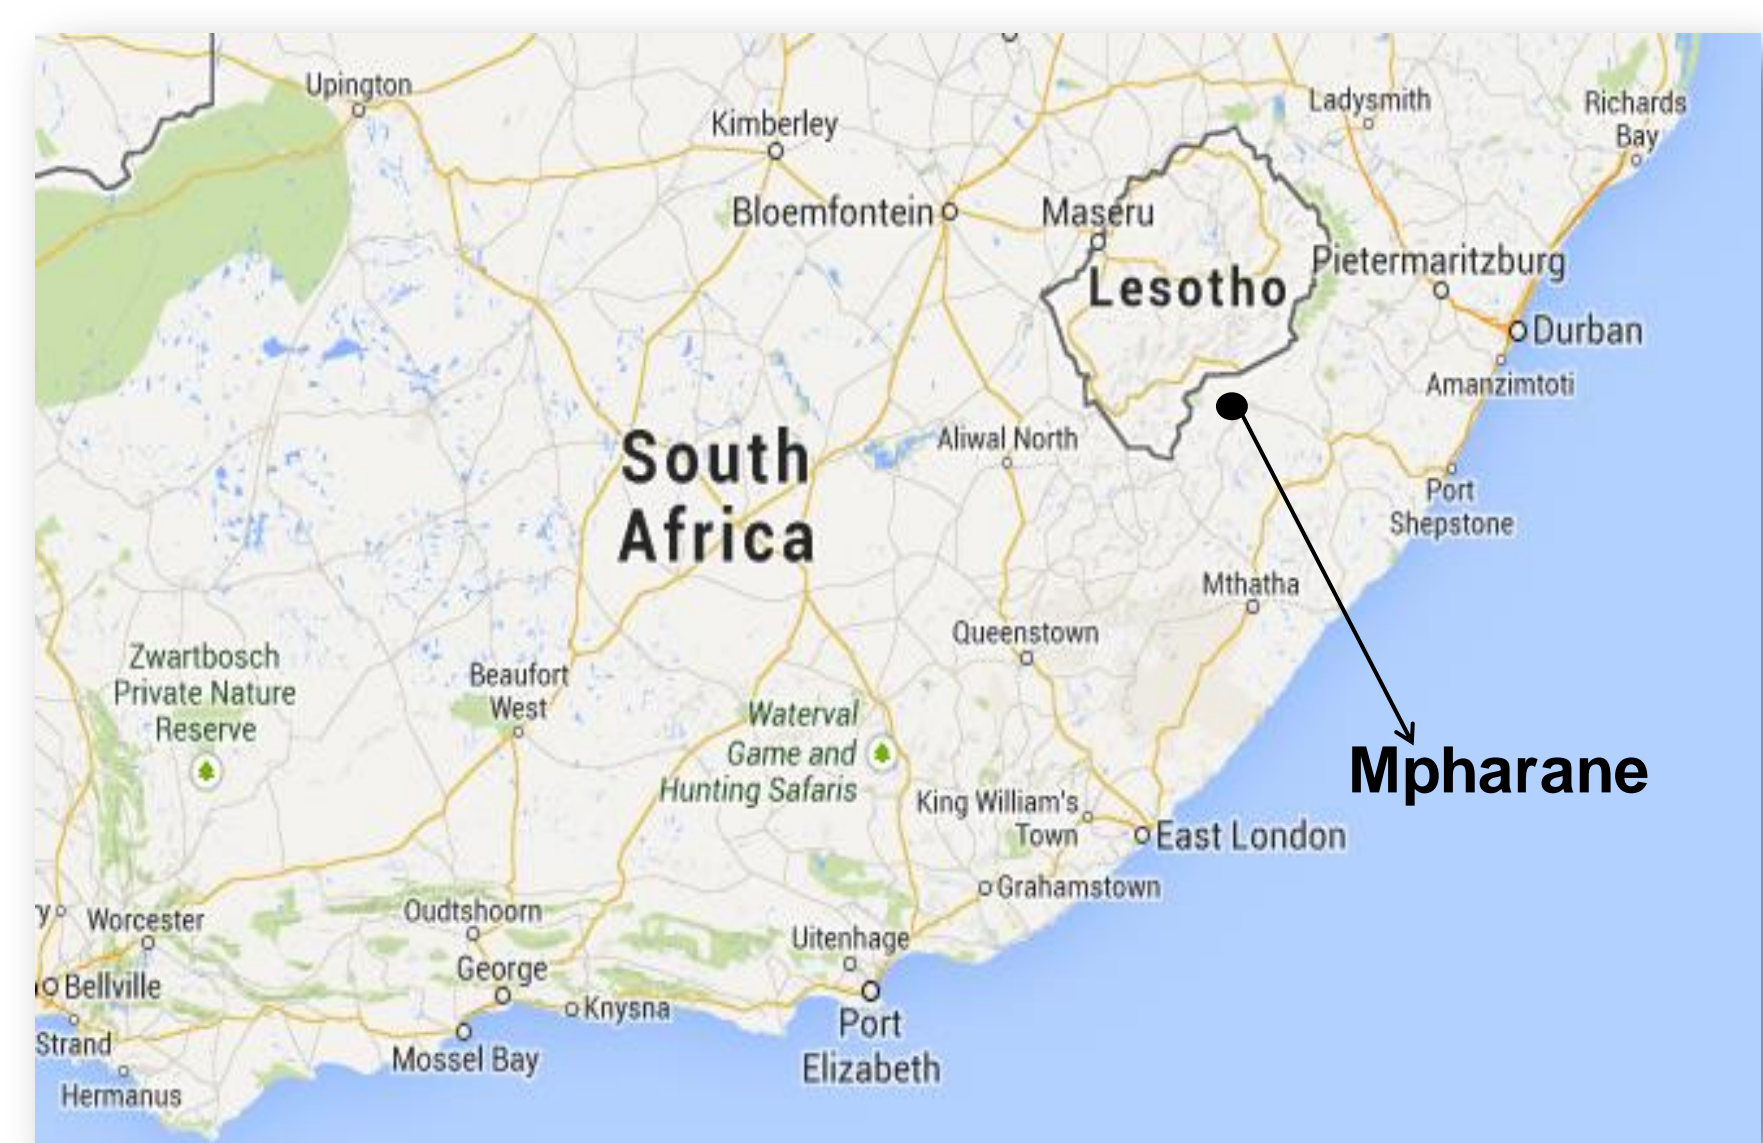 Upington
Kimberley
Ladysmith
Richards
Bay
Bloemfontein
Maseru
Lesotho
Pietermaritzburg
Durban
Amanzimtoti
Aliwal North
South
Africa
Port
Shepstone
Mthatha
Queenstown
Zwartbosch
Private Nature
Reserve
Beaufort
West
Waterval
Game and
Hunting Safaris
Mpharane
King William's
Town
East London
Grahamstown
ry
Worcester
Oudtshoorn
Uitenhage
George
Bellville
Knysna
Port
Elizabeth
Strand
Mossel Bay
Hermanus